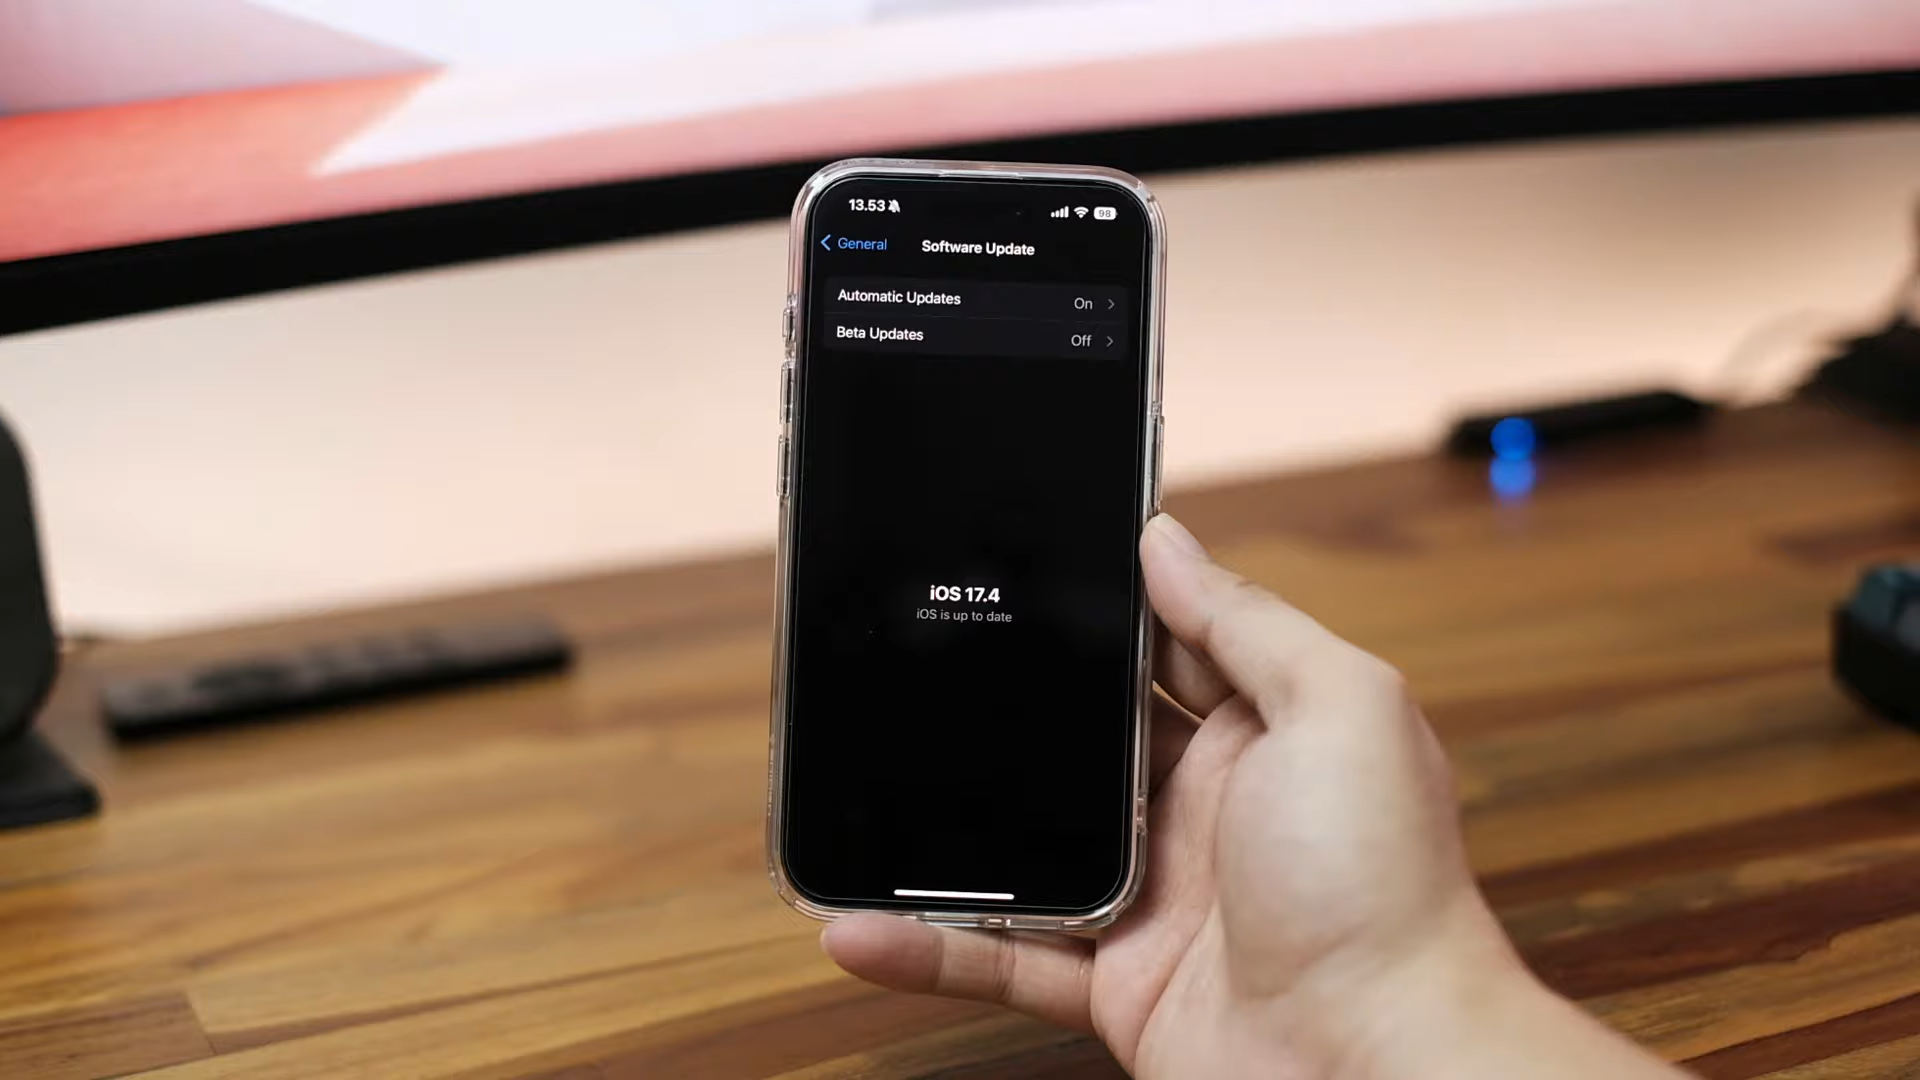 13.53 98
General Software Update
Automatic Updates On
Beta Updates Off
iOS 17.4
iOS is up to date